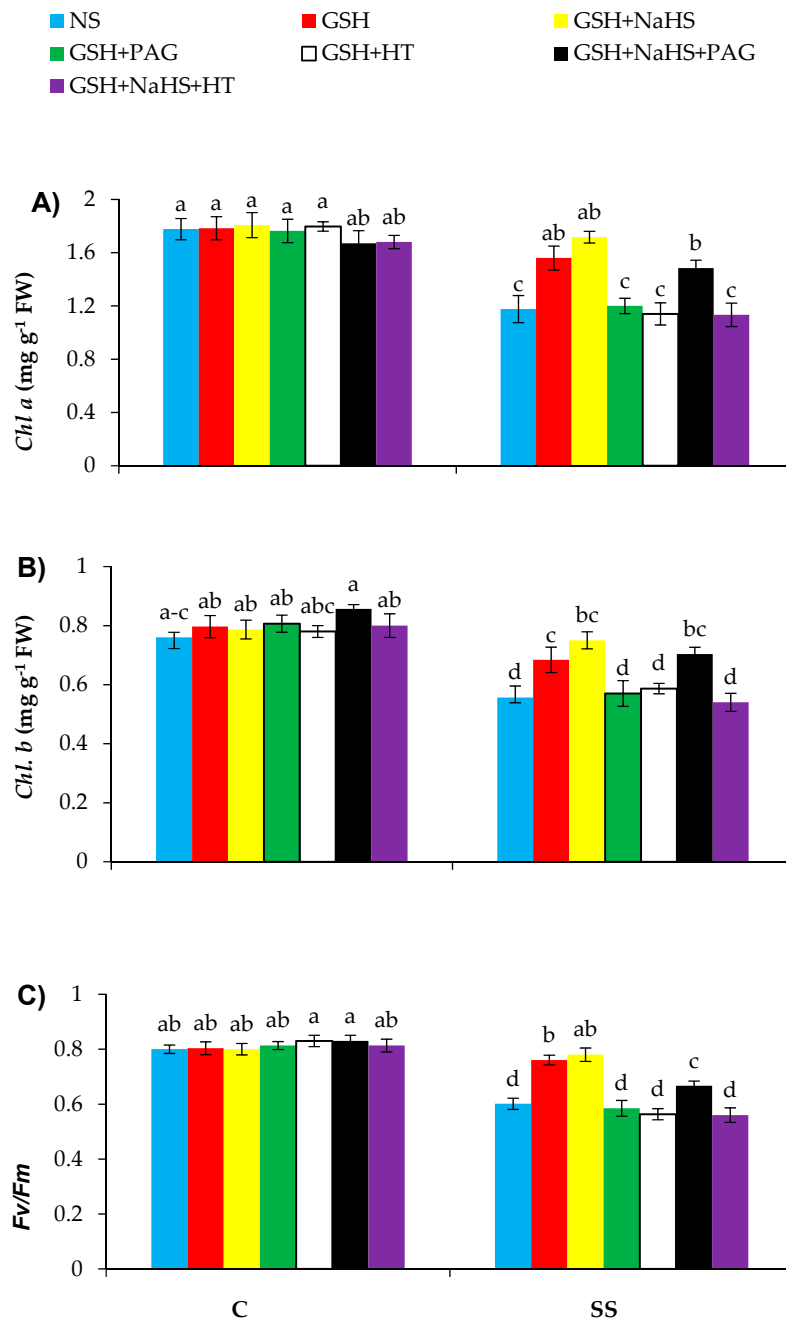 NS GSH GSH+NaHS
GSH+PAG GSH+HT GSH+NaHS+PAG
GSH+NaHS+HT
A)
Chl a (mg g-1 FW)
2
1.6
1.2
0.8
0.4
0
a a a a a ab ab
c ab ab c c b c
B)
Chl. b (mg g-1 FW)
1
0.8
0.6
0.4
0.2
0
a-c ab ab ab abc a ab
d c bc d d bc d
C)
Fv/Fm
1
0.8
0.6
0.4
0.2
0
ab ab ab ab a a ab
d b ab d d c d
C SS